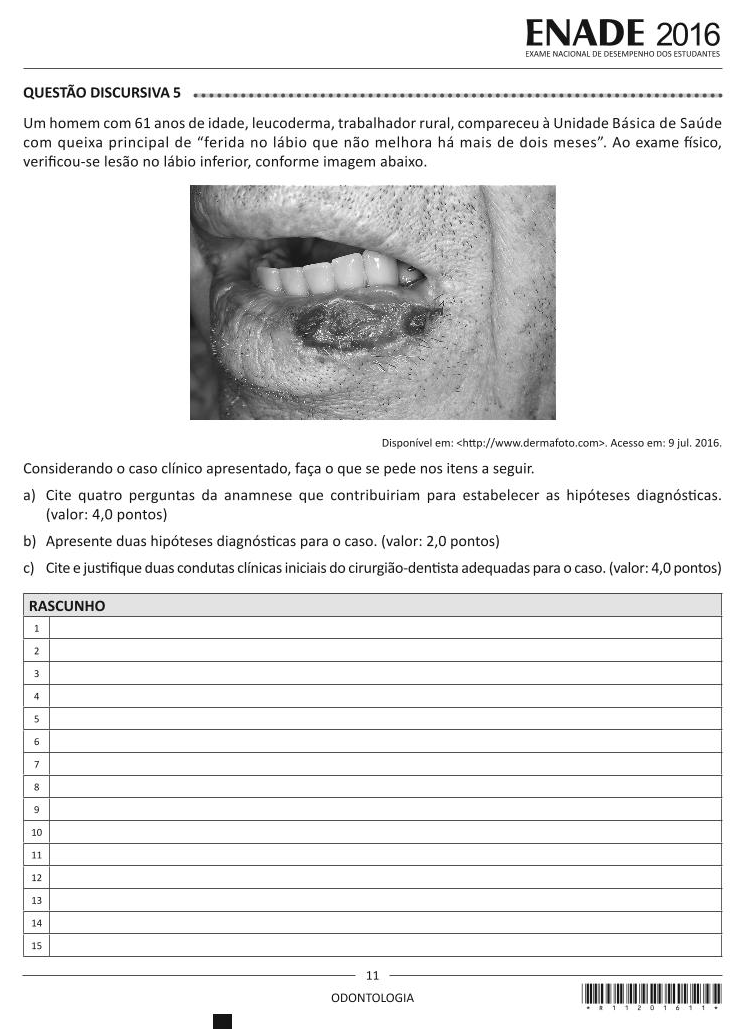 ENADE 2016
EXAME NACIONAL DE DESEMPENHO DOS ESTUDANTES
QUESTÃO DISCURSIVA 5
Um homem com 61 anos de idade, leucoderma, trabalhador rural, compareceu à Unidade Básica de Saúde
com queixa principal de “ferida no lábio que não melhora há mais de dois meses”. Ao exame físico,
verificou-se lesão no lábio inferior, conforme imagem abaixo.
Disponível em: <http://www.dermafoto.com>. Acesso em: 9 jul. 2016.
Considerando o caso clínico apresentado, faça o que se pede nos itens a seguir.
a) Cite quatro perguntas da anamnese que contribuiriam para estabelecer as hipóteses diagnósticas.
(valor: 4,0 pontos)
b) Apresente duas hipóteses diagnósticas para o caso. (valor: 2,0 pontos)
c) Cite e justifique duas condutas clínicas iniciais do cirurgião-dentista adequadas para o caso. (valor: 4,0 pontos)
RASCUNHO
1
2
3
4
5
6
7
8
9
10
11
12
13
14
15
11
ODONTOLOGIA
* R 1 1 2 0 1 6 1 1 *